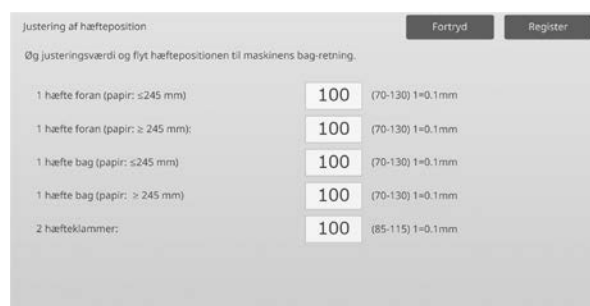 Justering af hæfteposition
Fortryd
Register
Øg justeringsværdi og flyt hæftepositionen til maskinens bag-retning.
1 hæfte foran (papir: ≤245 mm) 100 (70-130) 1=0.1mm
1 hæfte foran (papir: ≥ 245 mm): 100 (70-130) 1=0.1mm
1 hæfte bag (papir: ≤245 mm) 100 (70-130) 1=0.1mm
1 hæfte bag (papir: ≥ 245 mm) 100 (70-130) 1=0.1mm
2 hæfteklammer: 100 (85-115) 1=0.1mm